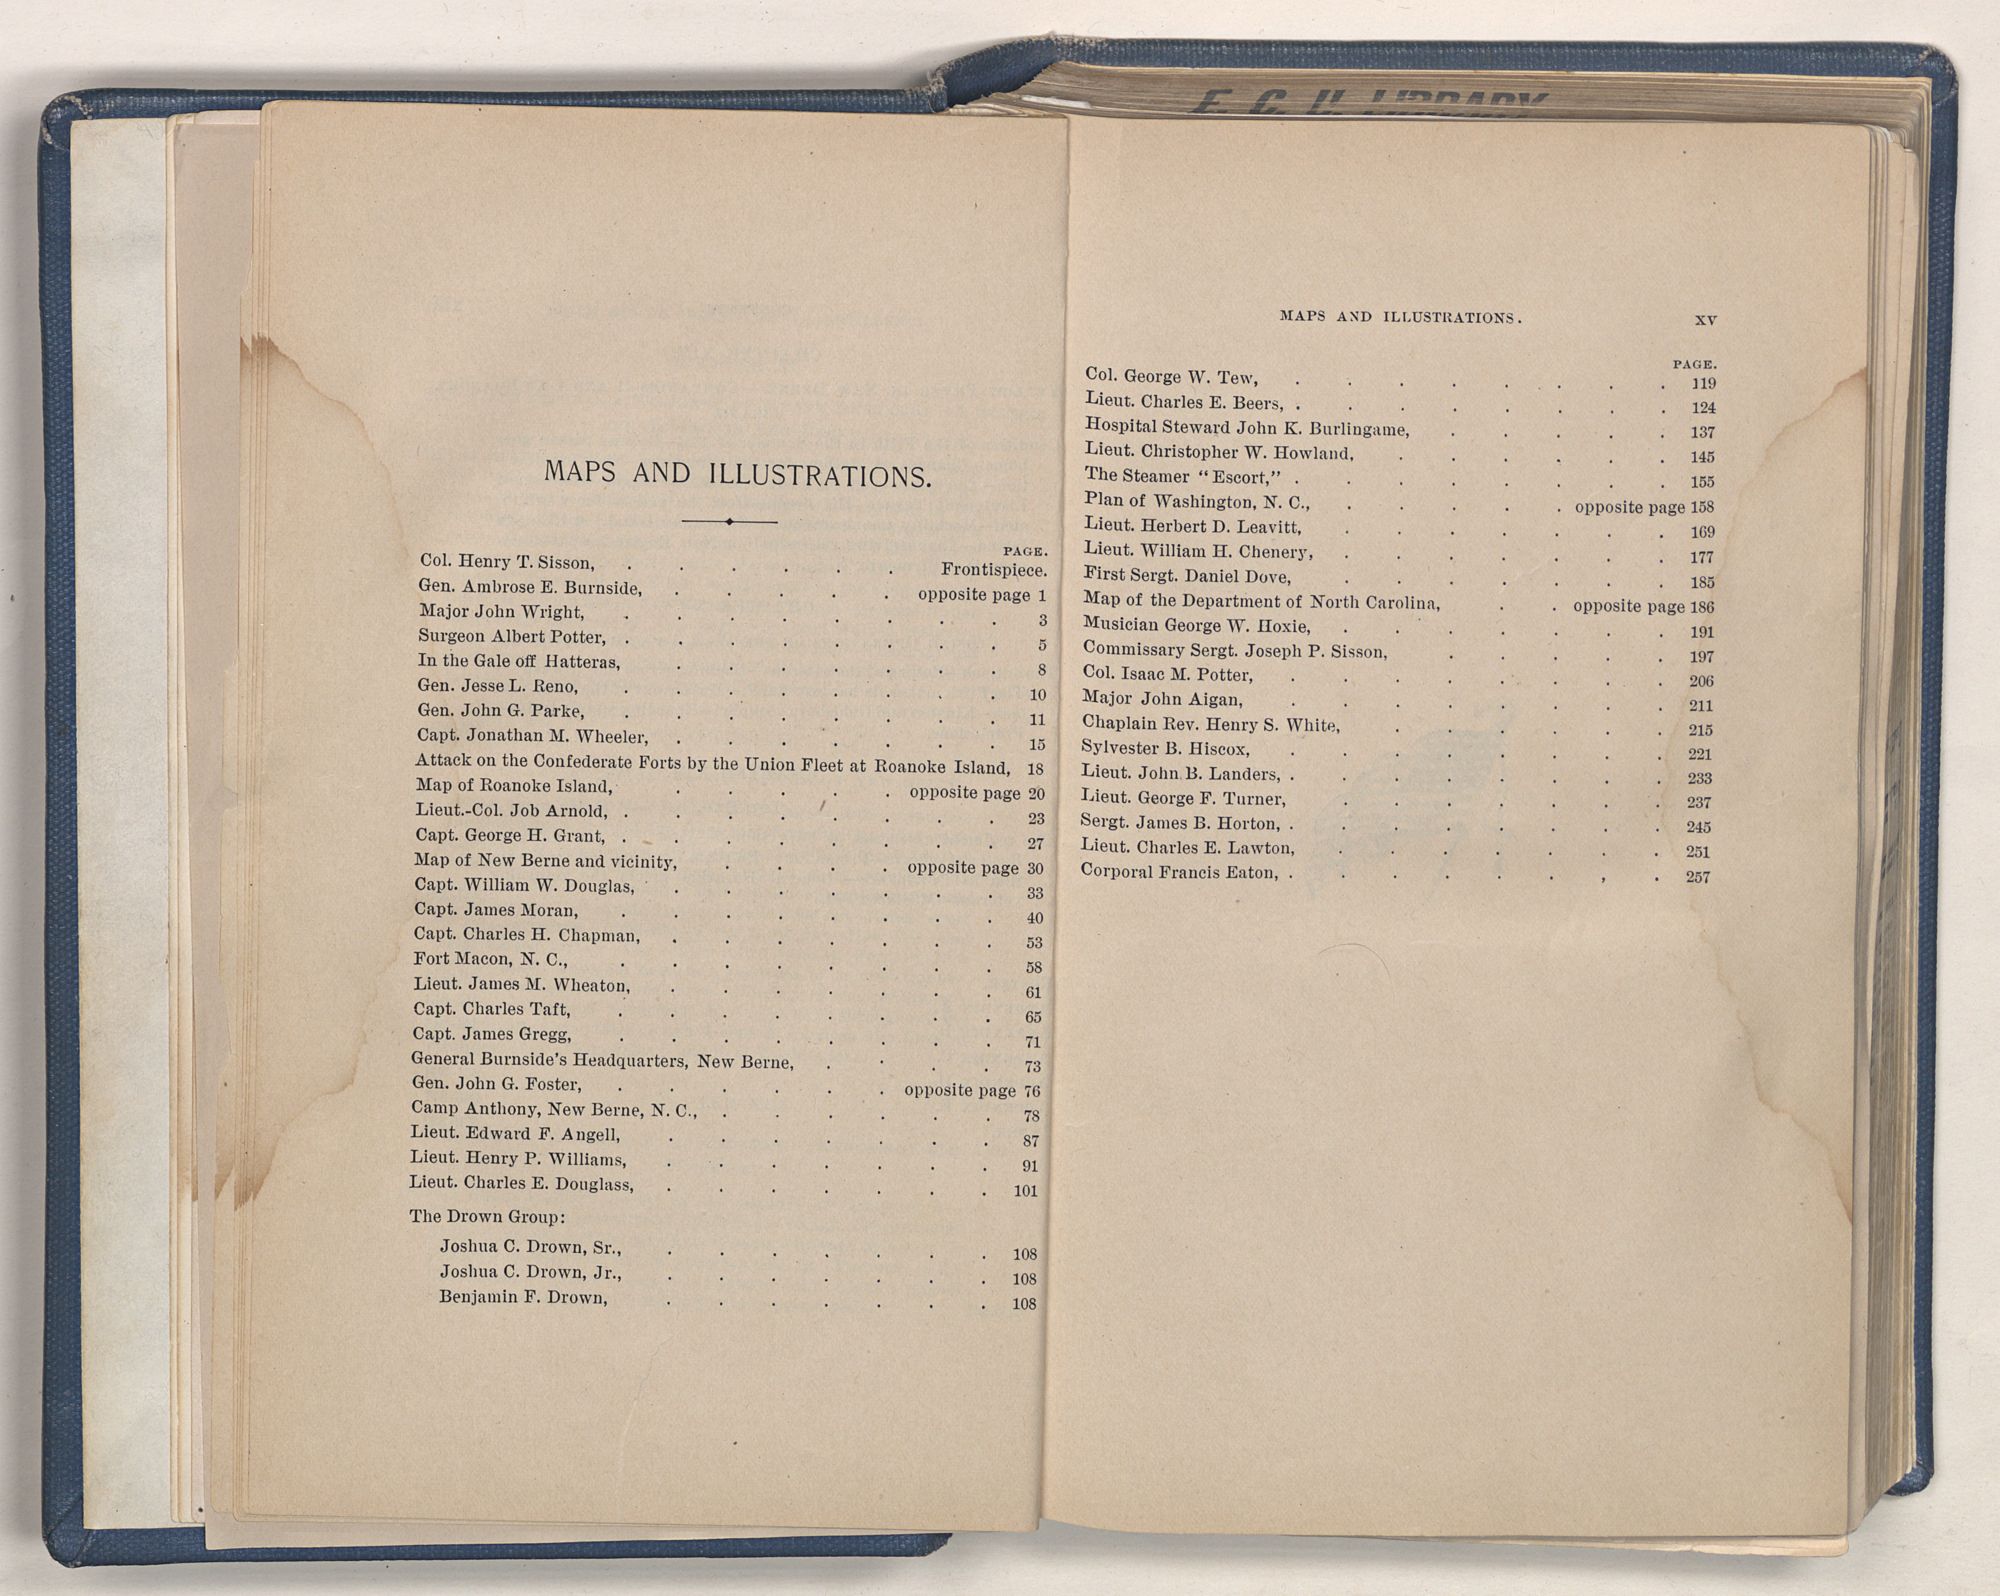 E. C. U. LIBRARY
MAPS AND ILLUSTRATIONS.
PAGE.
Col. Henry T. Sisson, . . . . . . Frontispiece.
Gen. Ambrose E. Burnside, . . . . . opposite page 1
Major John Wright, . . . . . . . . 3
Surgeon Albert Potter, . . . . . . . . 5
In the Gale off Hatteras, . . . . . . . 8
Gen. Jesse L. Reno, . . . . . . . . 10
Gen. John G. Parke, . . . . . . . . 11
Capt. Jonathan M. Wheeler, . . . . . . . 15
Attack on the Confederate Forts by the Union Fleet at Roanoke Island, 18
Map of Roanoke Island, . . . . . opposite page 20
Lieut.-Col. Job Arnold, . . . . . . . . 23
Capt. George H. Grant, . . . . . . . . 27
Map of New Berne and vicinity, . . . . opposite page 30
Capt. William W. Douglas, . . . . . . . 33
Capt. James Moran, . . . . . . . . 40
Capt. Charles H. Chapman, . . . . . . . 53
Fort Macon, N. C., . . . . . . . . 58
Lieut. James M. Wheaton, . . . . . . . 61
Capt. Charles Taft, . . . . . . . . 65
Capt. James Gregg, . . . . . . . . 71
General Burnside's Headquarters, New Berne, . . . . 73
Gen. John G. Foster, . . . . . . opposite page 76
Camp Anthony, New Berne, N. C., . . . . . . 78
Lieut. Edward F. Angell, . . . . . . . 87
Lieut. Henry P. Williams, . . . . . . . 91
Lieut. Charles E. Douglass, . . . . . . . 101
The Drown Group:
Joshua C. Drown, Sr., . . . . . . . 108
Joshua C. Drown, Jr., . . . . . . . 108
Benjamin F. Drown, . . . . . . . 108
MAPS AND ILLUSTRATIONS. XV
PAGE.
Col. George W. Tew, . . . . . . . . 119
Lieut. Charles E. Beers, . . . . . . . . 124
Hospital Steward John K. Burlingame, . . . . . 137
Lieut. Christopher W. Howland, . . . . . . 145
The Steamer "Escort," . . . . . . . . 155
Plan of Washington, N. C., . . . . . opposite page 158
Lieut. Herbert D. Leavitt, . . . . . . . 169
Lieut. William H. Chenery, . . . . . . . 177
First Sergt. Daniel Dove, . . . . . . . 185
Map of the Department of North Carolina, . . opposite page 186
Musician George W. Hoxie, . . . . . . . 191
Commissary Sergt. Joseph P. Sisson, . . . . . 197
Col. Isaac M. Potter, . . . . . . . . 206
Major John Aigan, . . . . . . . . 211
Chaplain Rev. Henry S. White, . . . . . . 215
Sylvester B. Hiscox, . . . . . . . . 221
Lieut. John B. Landers, . . . . . . . . 233
Lieut. George F. Turner, . . . . . . . 237
Sergt. James B. Horton, . . . . . . . . 245
Lieut. Charles E. Lawton, . . . . . . . 251
Corporal Francis Eaton, . . . . . . , . 257